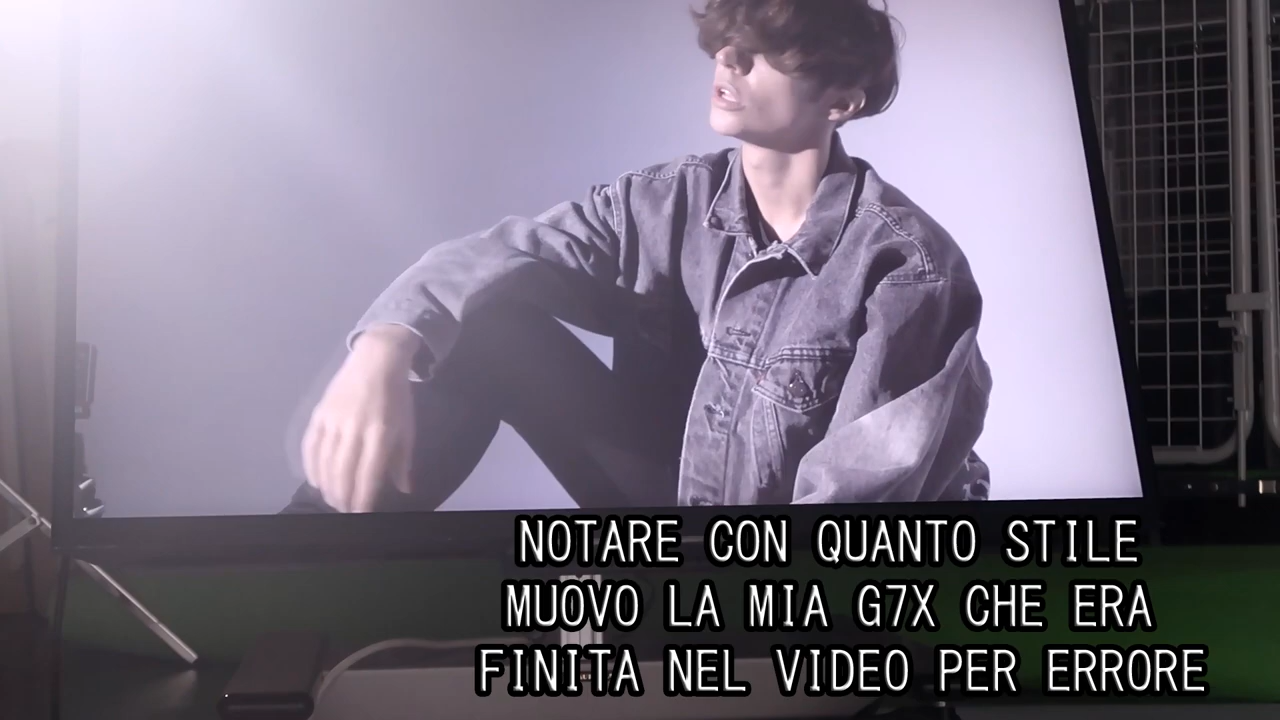 NOTARE CON QUANTO STILE
MUOVO LA MIA G7X CHE ERA
FINITA NEL VIDEO PER ERRORE